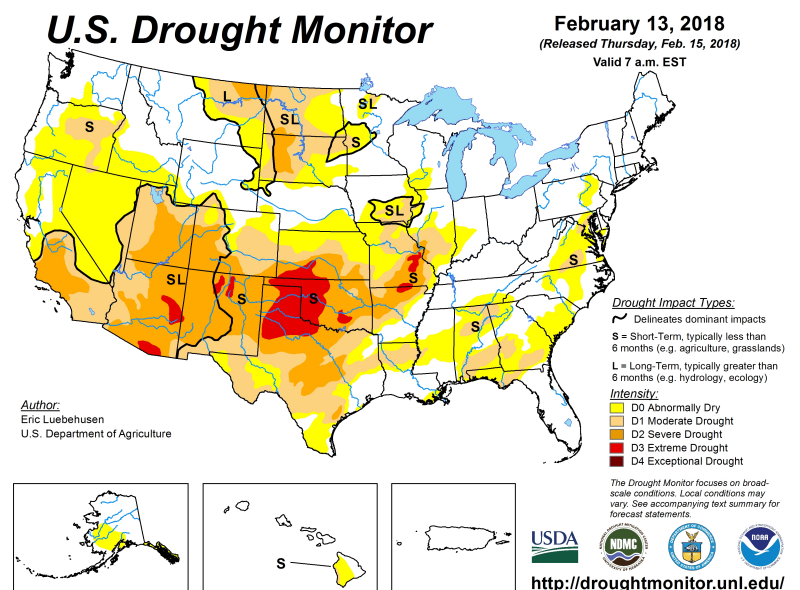 U.S. Drought Monitor
February 13, 2018
(Released Thursday, Feb. 15, 2018)
Valid 7 a.m. EST
L
SL
SL
S
S
SL
S
SL
S
S
S
S
S
Drought Impact Types:
Delineates dominant impacts
S = Short-Term, typically less than
6 months (e.g. agriculture, grasslands)
L = Long-Term, typically greater than
6 months (e.g. hydrology, ecology)
Intensity:
D0 Abnormally Dry
D1 Moderate Drought
D2 Severe Drought
D3 Extreme Drought
D4 Exceptional Drought
Author:
Eric Luebehusen
U.S. Department of Agriculture
The Drought Monitor focuses on broad-
scale conditions. Local conditions may
vary. See accompanying text summary for
forecast statements.
S
USDA
NDMC
NOAA
http://droughtmonitor.unl.edu/